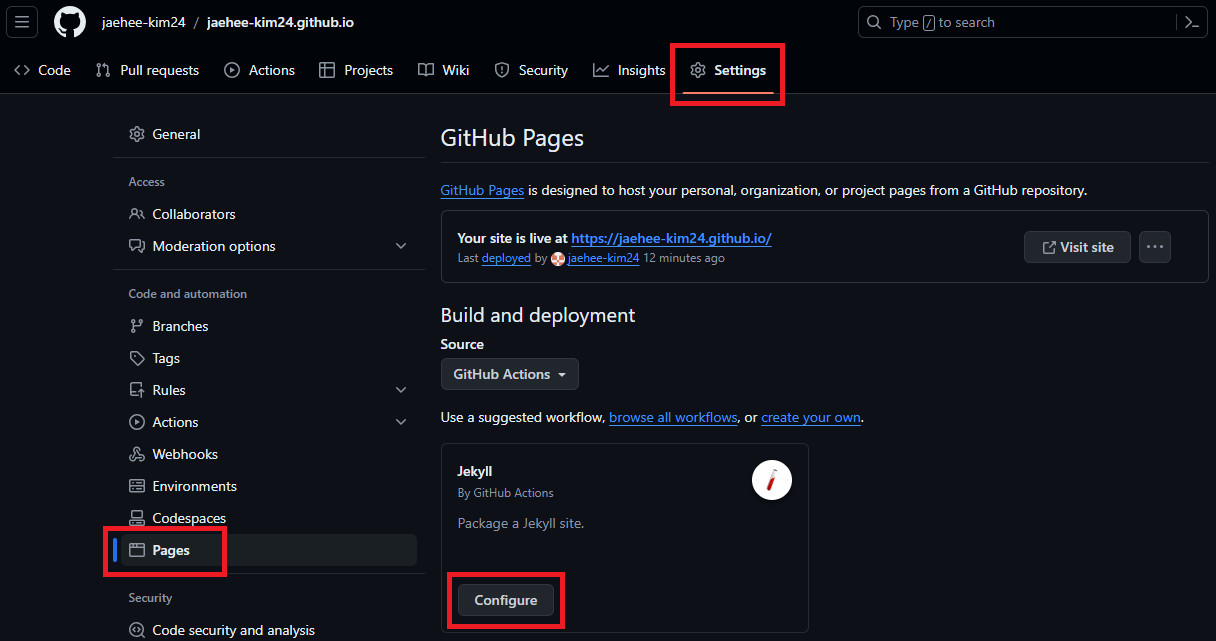 jaehee-kim24 / jaehee-kim24.github.io
Type / to search
Code Pull requests Actions Projects Wiki Security Insights Settings
General
Access
Collaborators
Moderation options
Code and automation
Branches
Tags
Rules
Actions
Webhooks
Environments
Codespaces
Pages
Security
Code security and analysis
GitHub Pages
GitHub Pages is designed to host your personal, organization, or project pages from a GitHub repository.
Your site is live at https://jaehee-kim24.github.io/
Last deployed by jaehee-kim24 12 minutes ago
Visit site
Build and deployment
Source
GitHub Actions
Use a suggested workflow, browse all workflows, or create your own.
Jekyll
By GitHub Actions
Package a Jekyll site.
Configure